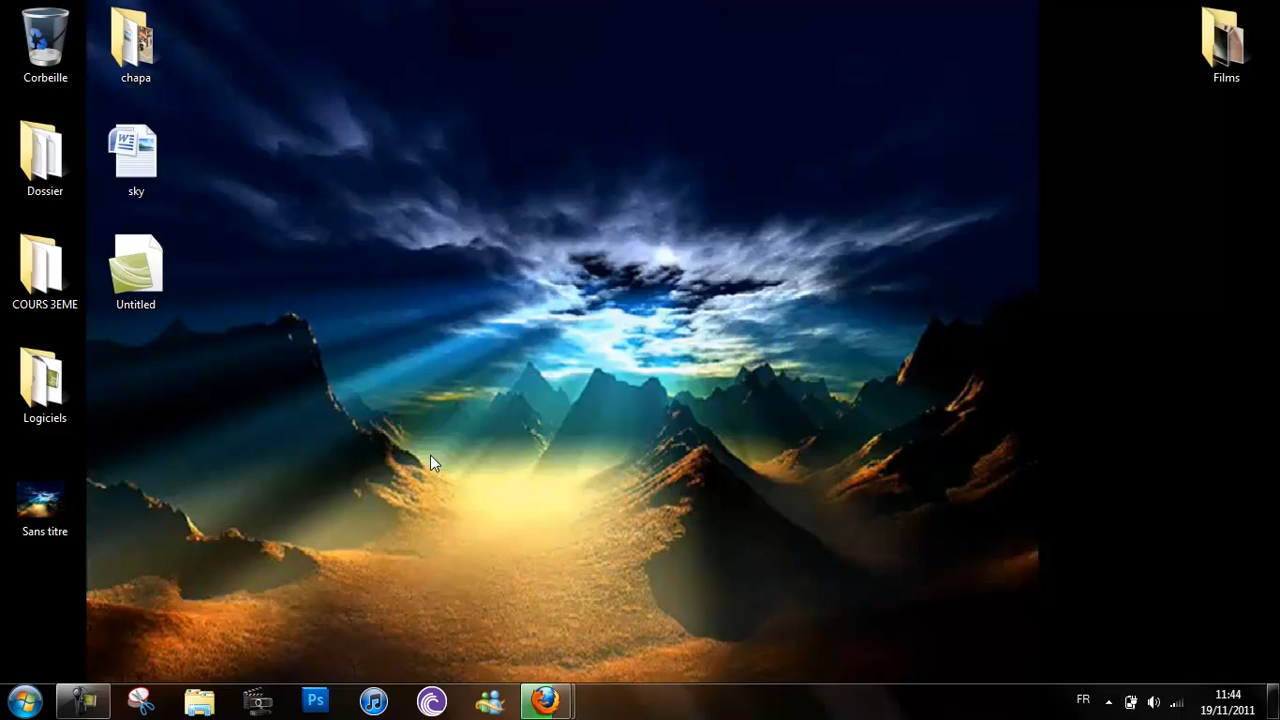 Corbeille
chapa
Films
Dossier
sky
COURS 3EME
Untitled
Logiciels
Sans titre
Ps
FR
11:44
19/11/2011